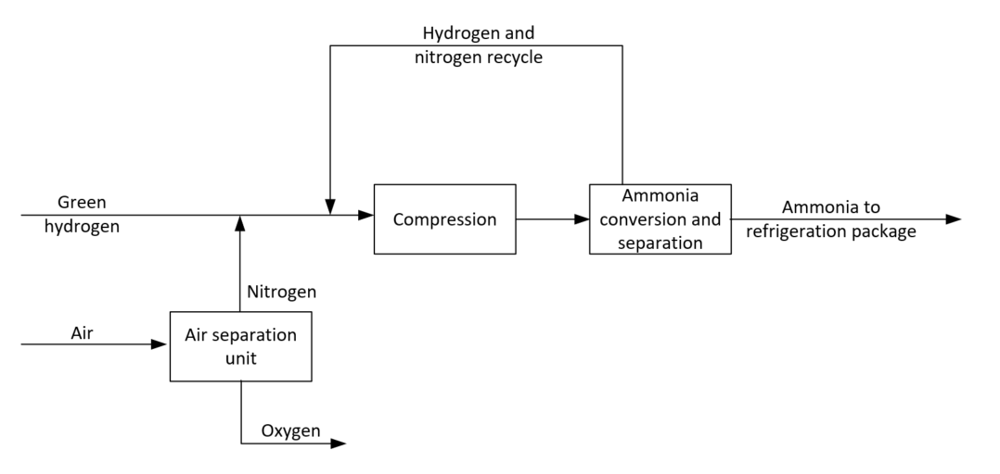 Hydrogen and
nitrogen recycle
Green
hydrogen
Compression
Ammonia
conversion and
separation
Ammonia to
refrigeration package
Nitrogen
Air
Air separation
unit
Oxygen